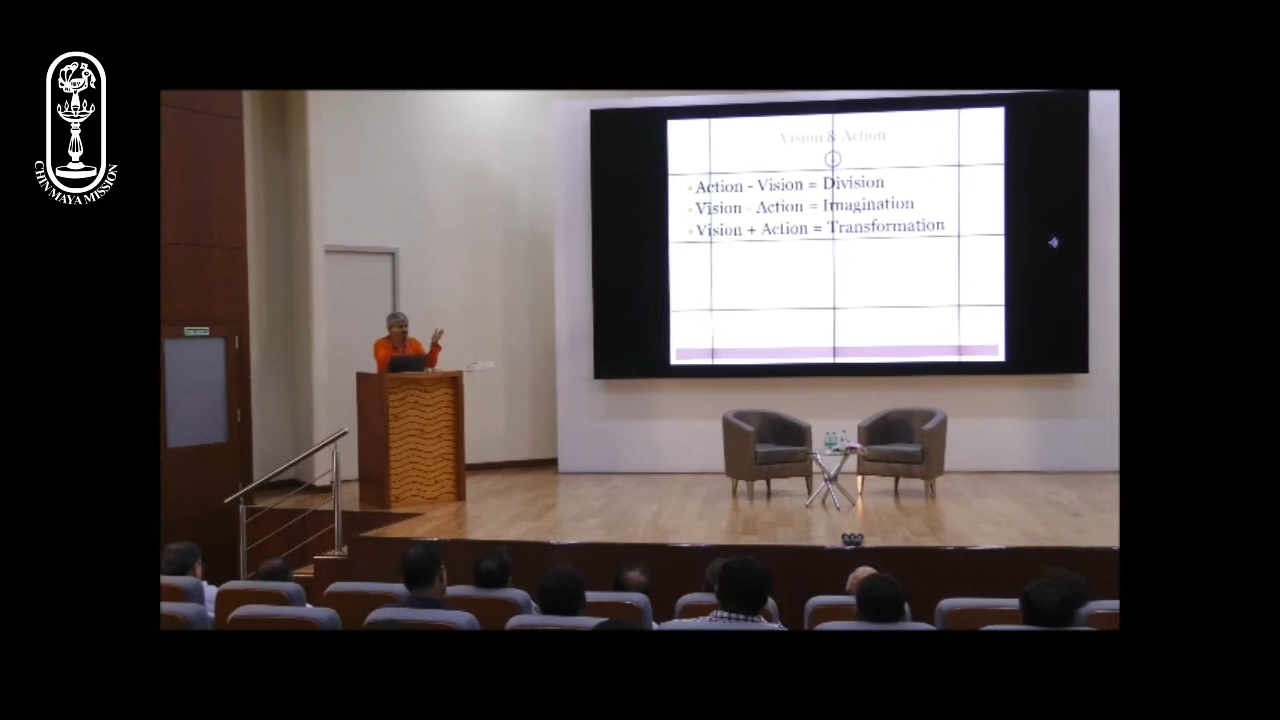 CHINMAYA MISSION
Vision & Action
Action - Vision = Division
Vision - Action = Imagination
Vision + Action = Transformation